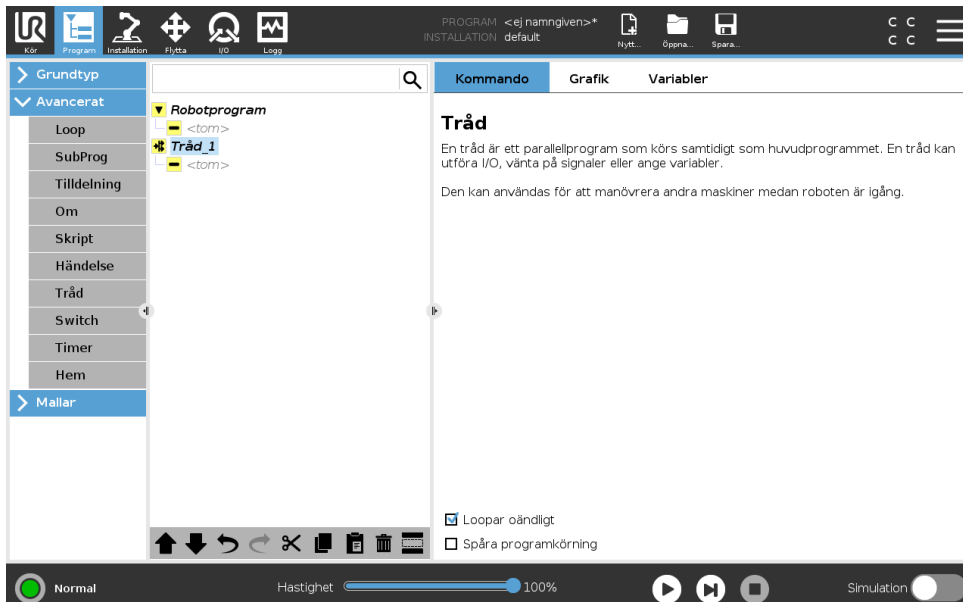 UR
PROGRAM <ej namngiven>*
INSTALLATION default
C C
C C
Kör
Program
Installation
Flytta
I/O
Logg
Nytt...
Öppna...
Spara...
Grundtyp
Avancerat
Loop
SubProg
Tilldelning
Om
Skript
Händelse
Tråd
Switch
Timer
Hem
Mallar
Robotprogram
<tom>
Tråd_1
<tom>
Kommando
Grafik
Variabler
Tråd
En tråd är ett parallellprogram som körs samtidigt som huvudprogrammet. En tråd kan
utföra I/O, vänta på signaler eller ange variabler.
Den kan användas för att manövrera andra maskiner medan roboten är igång.
Loopar oändligt
Spåra programkörning
Normal
Hastighet
100%
Simulation